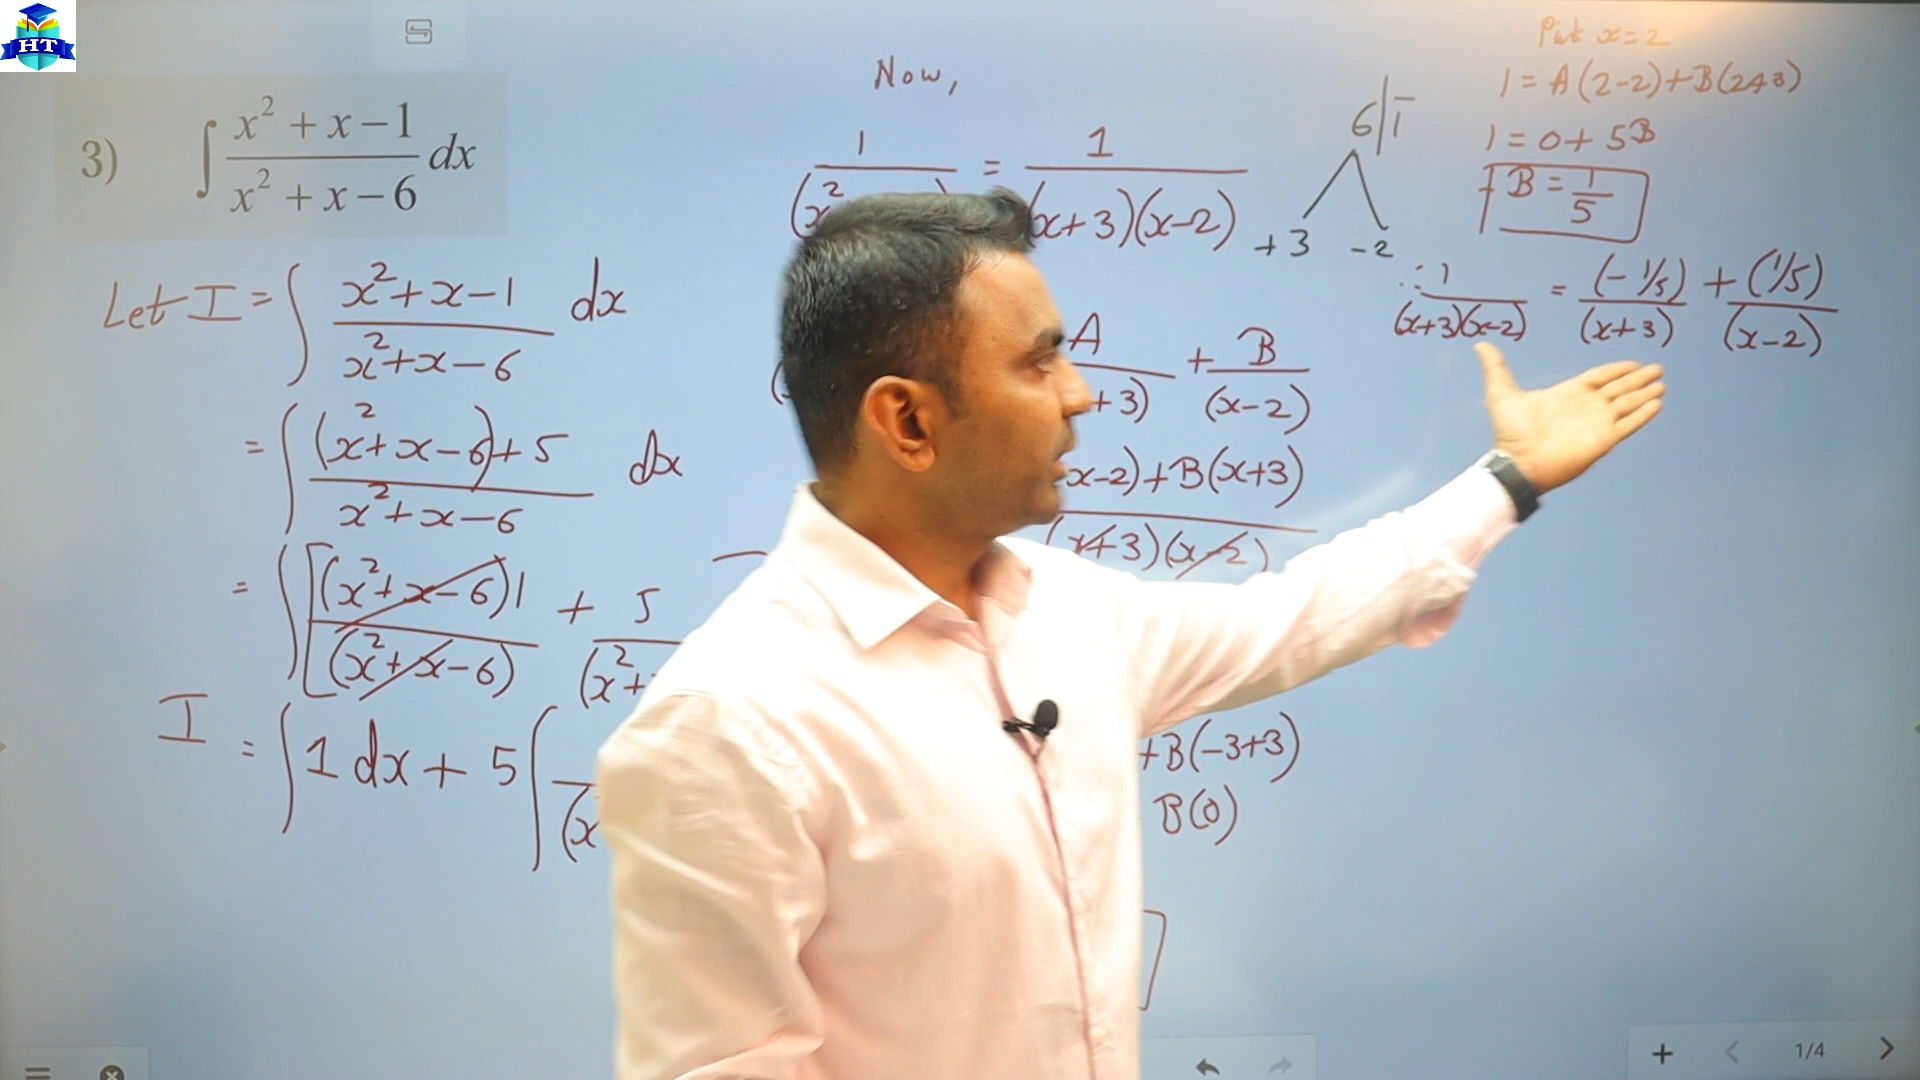 HT
3) ∫ (x² + x − 1)/(x² + x − 6) dx
Let I = ∫ (x² + x − 1)/(x² + x − 6) dx
= ∫ ((x² + x − 6) + 5)/(x² + x − 6) dx
= ∫ [ (x² + x − 6)1/(x² + x − 6) + 5/(x² +
I = ∫ 1 dx + 5 ∫ (x
Now,
1/(x² = 1/(x+3)(x−2)
6 | 1
+3 −2
A/ +3) + B/(x−2)
x−2) + B(x+3)
(x+3)(x−2)
+B(−3+3)
B(0)
Put x = 2
1 = A(2−2) + B(2+3)
1 = 0 + 5B
B = 1/5
∴ 1/(x+3)(x−2) = (−1/5)/(x+3) + (1/5)/(x−2)
1/4